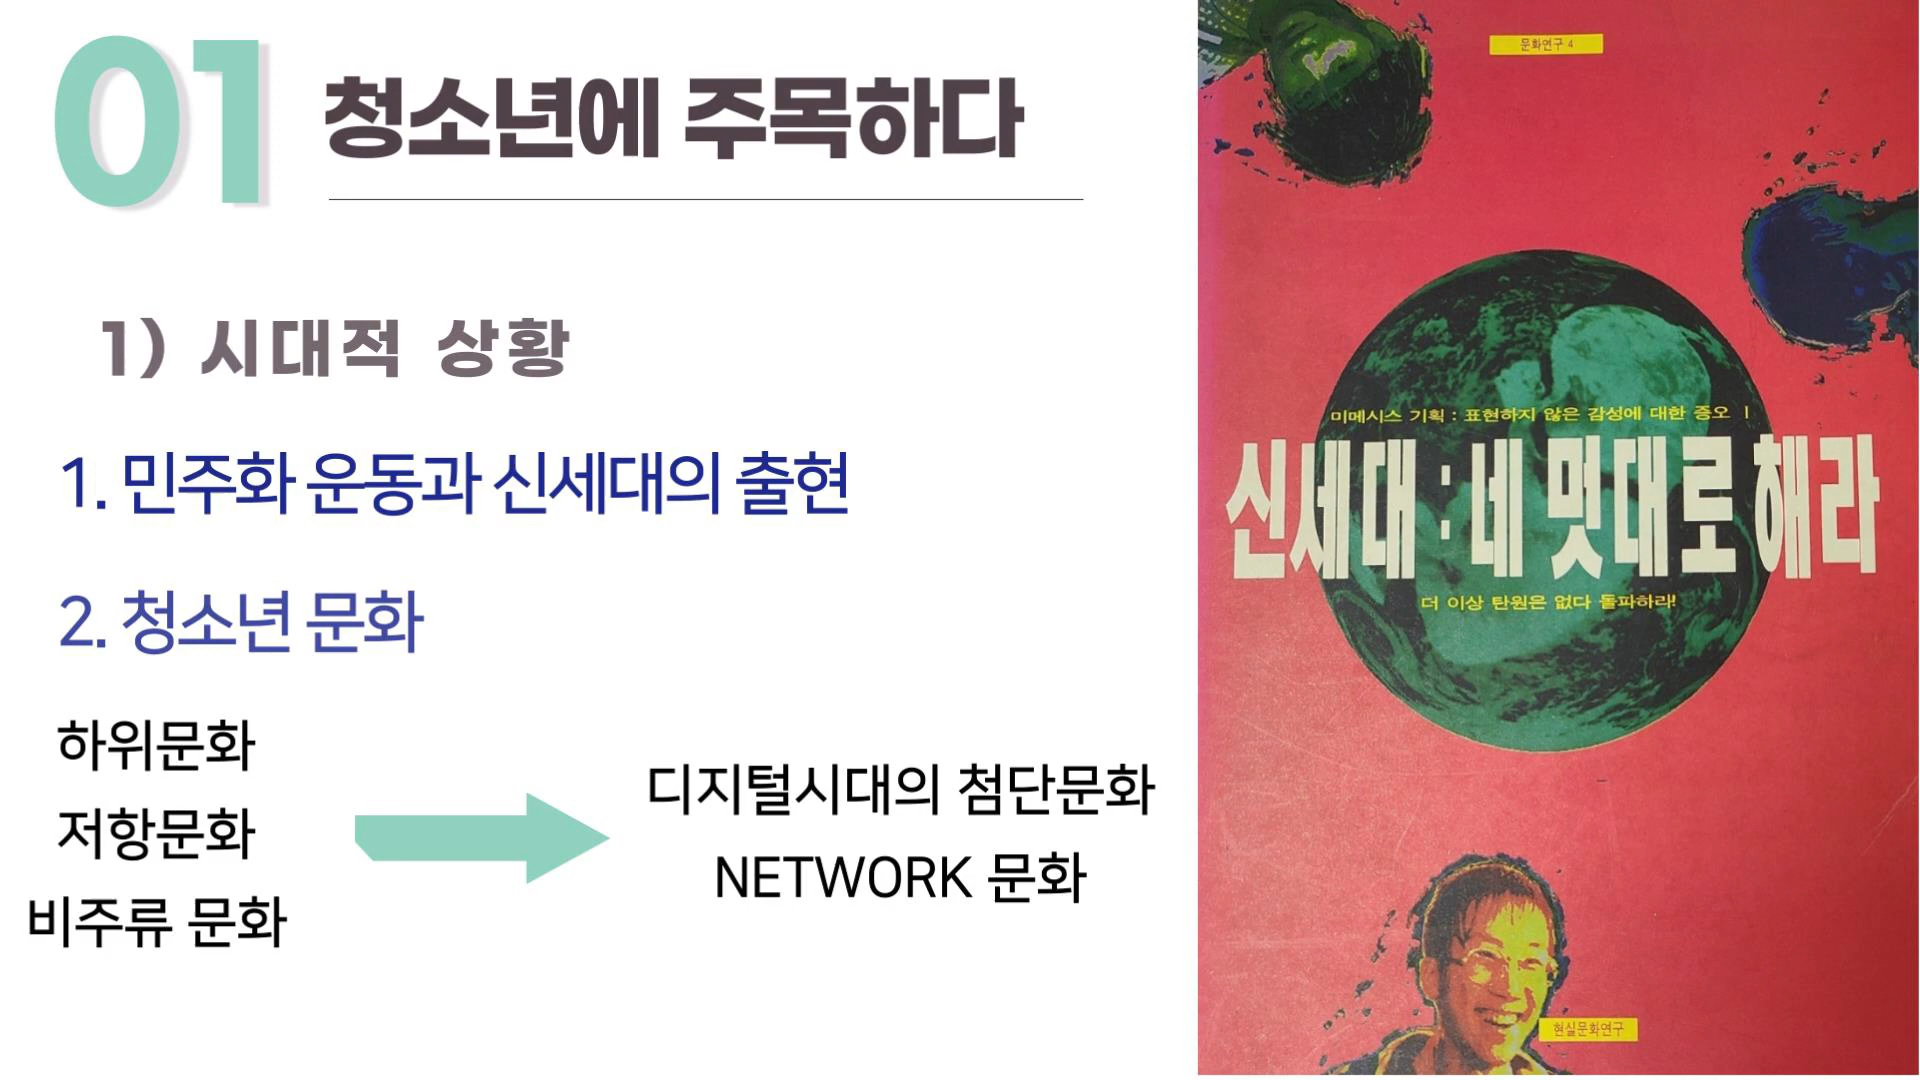 01 청소년에 주목하다
1) 시대적 상황
1. 민주화 운동과 신세대의 출현
2. 청소년 문화
하위문화
저항문화
비주류 문화
디지털시대의 첨단문화
NETWORK 문화
문화연구 4
미메시스 기획 : 표현하지 않은 감성에 대한 증오 Ⅰ
신세대 : 네 멋대로 해라
더 이상 탄원은 없다 돌파하라!
현실문화연구